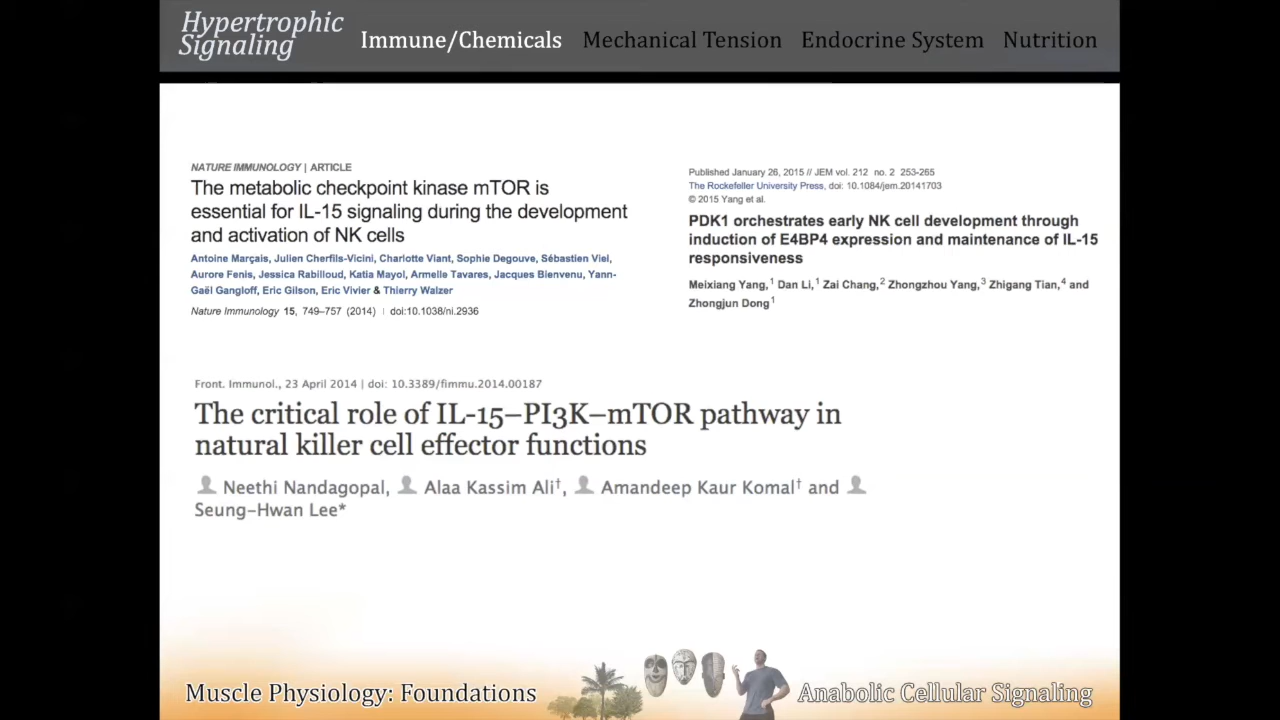 Hypertrophic
Signaling
Immune/Chemicals Mechanical Tension Endocrine System Nutrition
NATURE IMMUNOLOGY | ARTICLE
The metabolic checkpoint kinase mTOR is
essential for IL-15 signaling during the development
and activation of NK cells
Antoine Marçais, Julien Cherfils-Vicini, Charlotte Viant, Sophie Degouve, Sébastien Viel,
Aurore Fenis, Jessica Rabilloud, Katia Mayol, Armelle Tavares, Jacques Bienvenu, Yann-
Gaël Gangloff, Eric Gilson, Eric Vivier & Thierry Walzer
Nature Immunology 15, 749–757 (2014) | doi:10.1038/ni.2936
Published January 26, 2015 // JEM vol. 212 no. 2 253-265
The Rockefeller University Press, doi: 10.1084/jem.20141703
© 2015 Yang et al.
PDK1 orchestrates early NK cell development through
induction of E4BP4 expression and maintenance of IL-15
responsiveness
Meixiang Yang,1 Dan Li,1 Zai Chang,2 Zhongzhou Yang,3 Zhigang Tian,4 and
Zhongjun Dong1
Front. Immunol., 23 April 2014 | doi: 10.3389/fimmu.2014.00187
The critical role of IL-15–PI3K–mTOR pathway in
natural killer cell effector functions
Neethi Nandagopal, Alaa Kassim Ali†, Amandeep Kaur Komal† and
Seung-Hwan Lee*
Muscle Physiology: Foundations
Anabolic Cellular Signaling